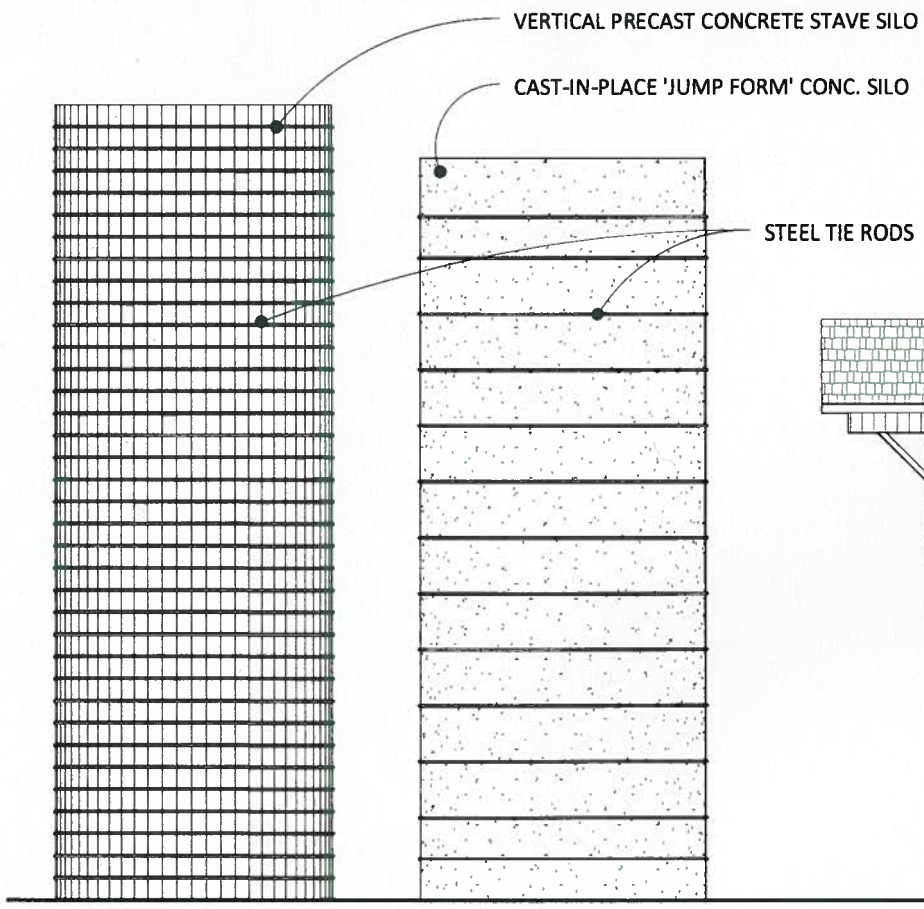 VERTICAL PRECAST CONCRETE STAVE SILO
CAST-IN-PLACE 'JUMP FORM' CONC. SILO
STEEL TIE RODS